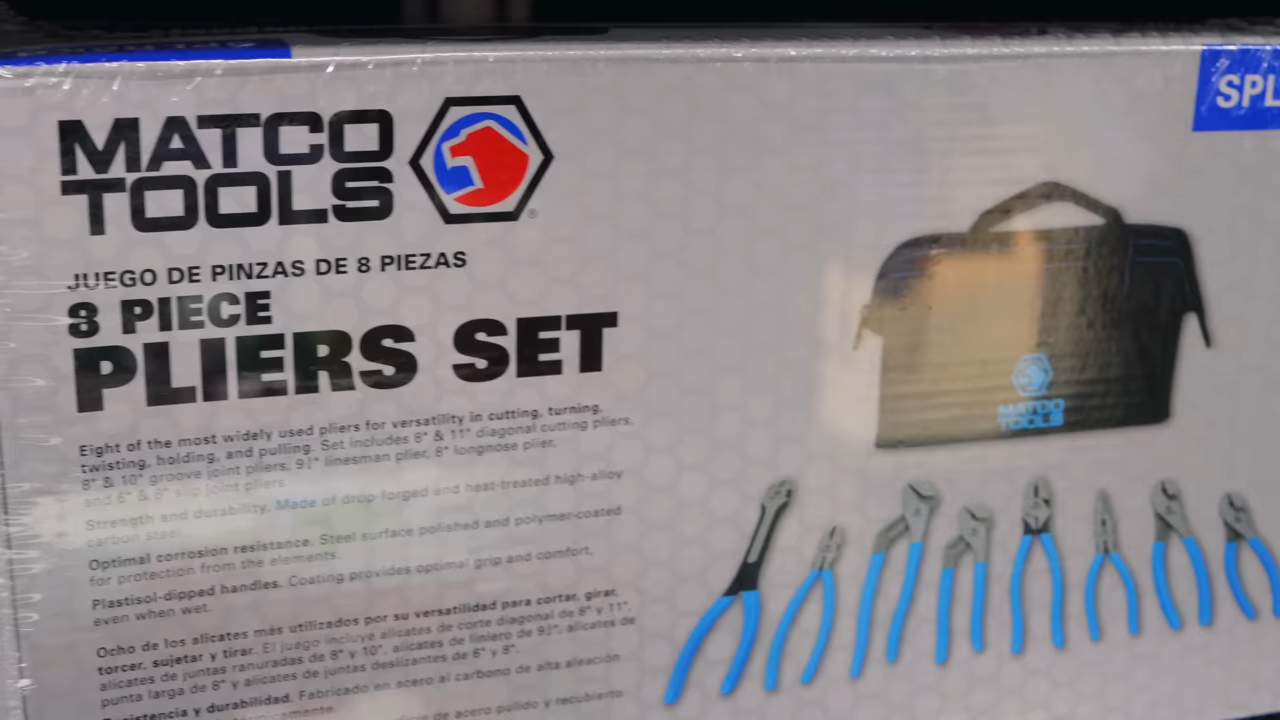 SPL
MATCO
TOOLS
JUEGO DE PINZAS DE 8 PIEZAS
8 PIECE
PLIERS SET
Eight of the most widely used pliers for versatility in cutting, turning,
twisting, holding, and pulling. Set includes 8" & 11" diagonal cutting pliers,
8" & 10" groove joint pliers, 9½" linesman plier, 8" longnose plier,
and 6" & 8" slip joint pliers.
Strength and durability. Made of drop-forged and heat-treated high-alloy
carbon steel.
Optimal corrosion resistance. Steel surface polished and polymer-coated
for protection from the elements.
Plastisol-dipped handles. Coating provides optimal grip and comfort,
even when wet.
Ocho de los alicates más utilizados por su versatilidad para cortar, girar,
torcer, sujetar y tirar. El juego incluye alicates de corte diagonal de 8" y 11",
alicates de juntas ranuradas de 8" y 10", alicates de liniero de 9½", alicates de
punta larga de 8" y alicates de juntas deslizantes de 6" y 8".
Resistencia y durabilidad. Fabricado en acero al carbono de alta aleación
de acero pulido y recubierto
MATCO
TOOLS